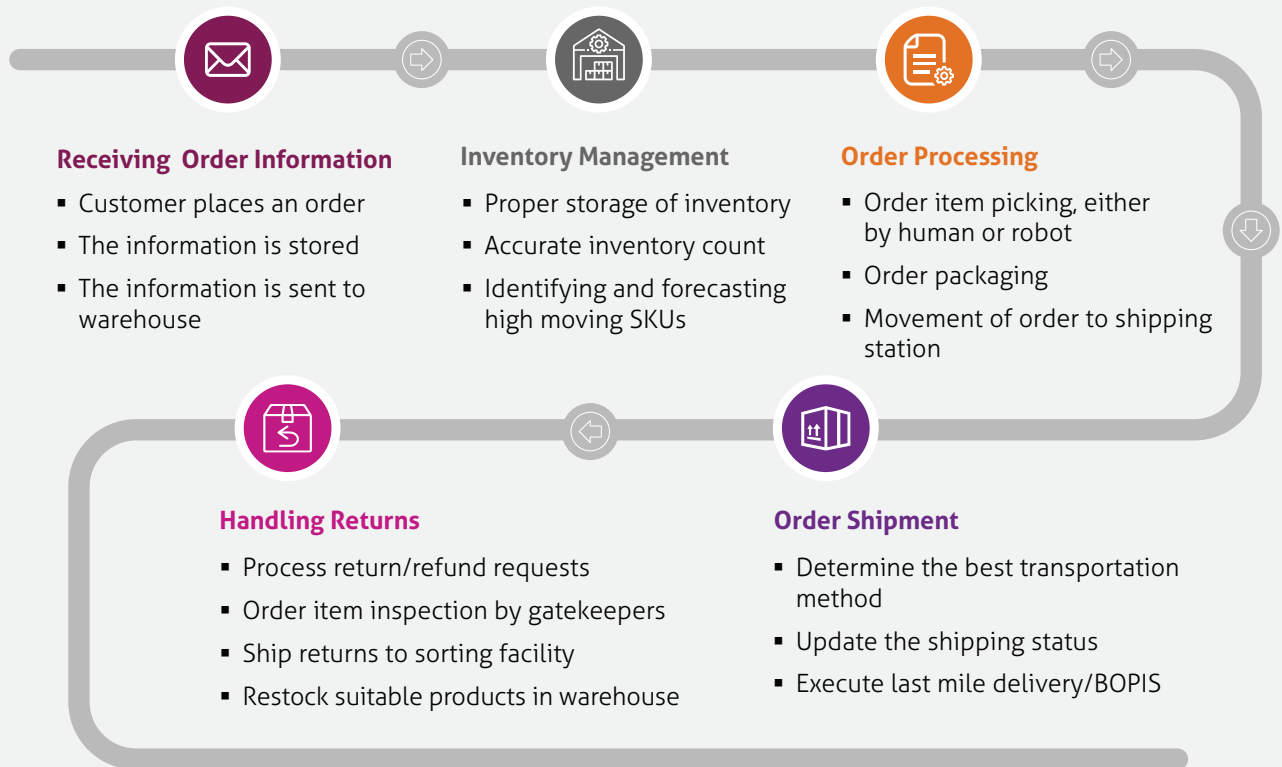 Receiving Order Information
▪ Customer places an order
▪ The information is stored
▪ The information is sent to
warehouse
Inventory Management
▪ Proper storage of inventory
▪ Accurate inventory count
▪ Identifying and forecasting
high moving SKUs
Order Processing
▪ Order item picking, either
by human or robot
▪ Order packaging
▪ Movement of order to shipping
station
Order Shipment
▪ Determine the best transportation
method
▪ Update the shipping status
▪ Execute last mile delivery/BOPIS
Handling Returns
▪ Process return/refund requests
▪ Order item inspection by gatekeepers
▪ Ship returns to sorting facility
▪ Restock suitable products in warehouse